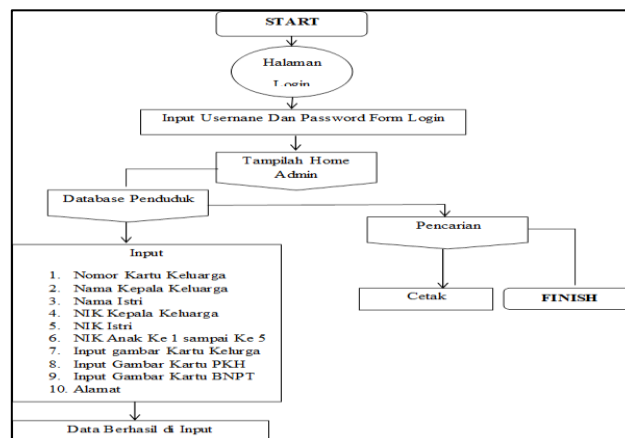 START
Halaman
Login
Input Usernane Dan Password Form Login
Tampilah Home
Admin
Database Penduduk
Pencarian
Input
1. Nomor Kartu Keluarga
2. Nama Kepala Keluarga
3. Nama Istri
4. NIK Kepala Keluarga
5. NIK Istri
6. NIK Anak Ke 1 sampai Ke 5
7. Input gambar Kartu Kelurga
8. Input Gambar Kartu PKH
9. Input Gambar Kartu BNPT
10. Alamat
Cetak
FINISH
Data Berhasil di Input